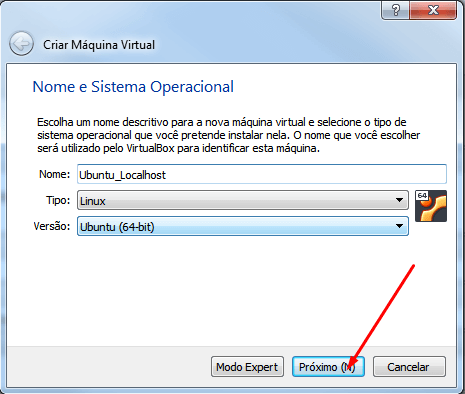 ?
X
Criar Máquina Virtual
Nome e Sistema Operacional
Escolha um nome descritivo para a nova máquina virtual e selecione o tipo de
sistema operacional que você pretende instalar nela. O nome que você escolher
será utilizado pelo VirtualBox para identificar esta máquina.
Nome: Ubuntu_Localhost
Tipo: Linux
64
Versão: Ubuntu (64-bit)
Modo Expert Próximo (N) Cancelar